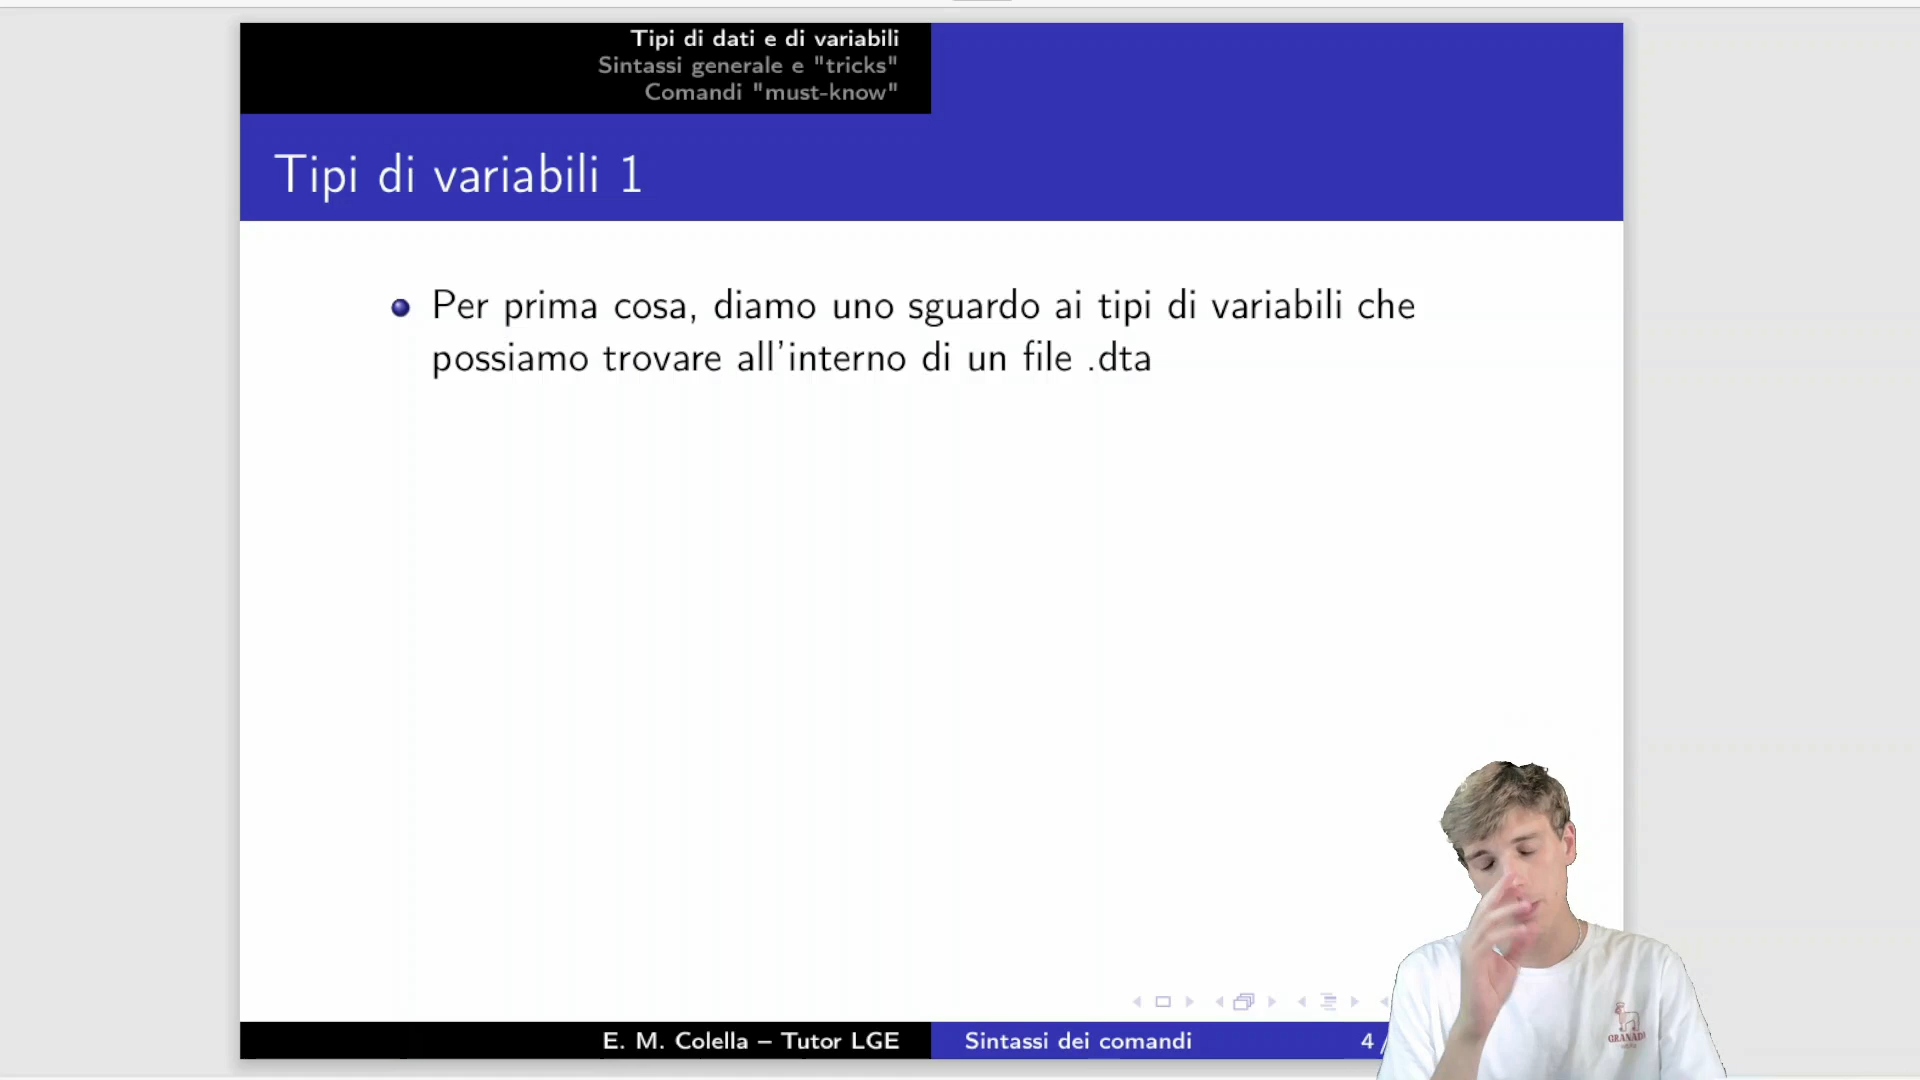 Tipi di dati e di variabili
Sintassi generale e "tricks"
Comandi "must-know"
Tipi di variabili 1
Per prima cosa, diamo uno sguardo ai tipi di variabili che
possiamo trovare all'interno di un file .dta
E. M. Colella – Tutor LGE
Sintassi dei comandi
4 /